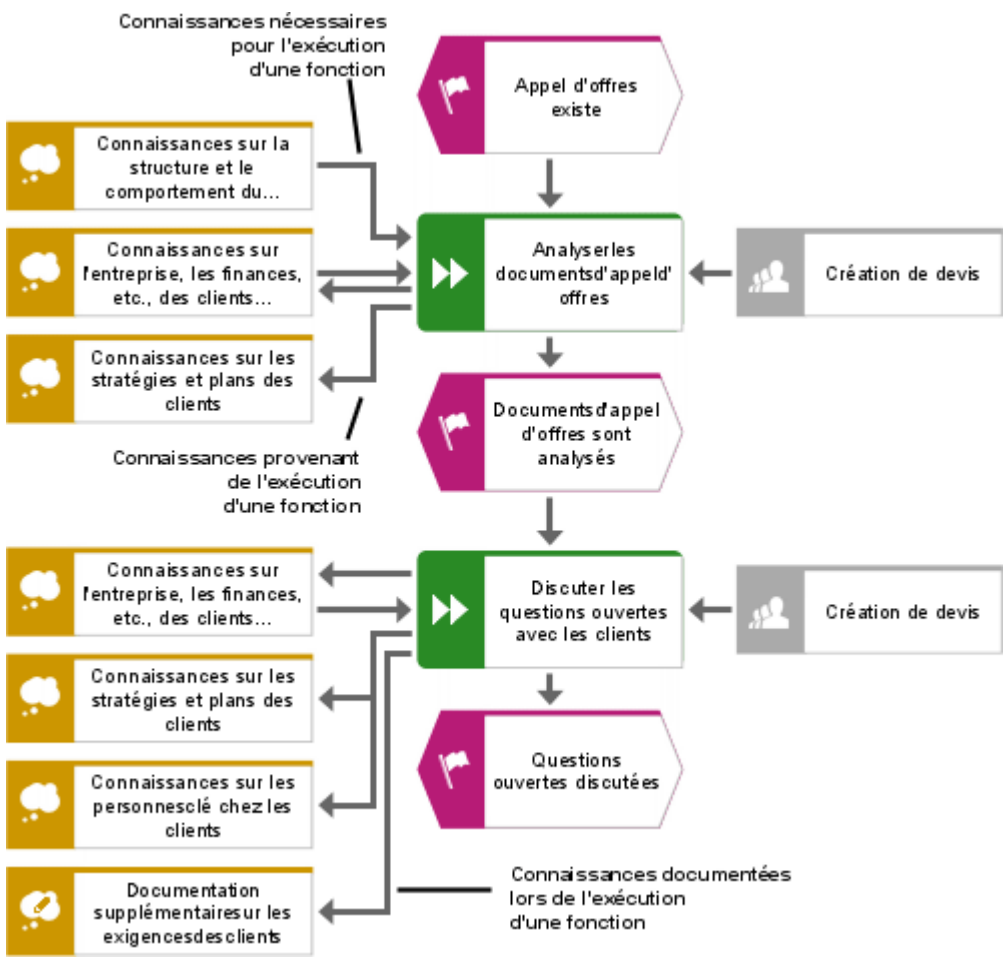 Connaissances nécessaires
pour l'exécution
d'une fonction
Appel d'offres
existe
Connaissances sur la
structure et le
comportement du...
Connaissances sur
l'entreprise, les finances,
etc., des clients...
Analyserles
documentsd'appeld'
offres
Création de devis
Connaissances sur les
stratégies et plans des
clients
Documentsd'appel
d'offres sont
analysés
Connaissances provenant
de l'exécution
d'une fonction
Connaissances sur
l'entreprise, les finances,
etc., des clients...
Discuter les
questions ouvertes
avec les clients
Création de devis
Connaissances sur les
stratégies et plans des
clients
Questions
ouvertes discutées
Connaissances sur les
personnesclé chez les
clients
Connaissances documentées
lors de l'exécution
d'une fonction
Documentation
supplémentairesur les
exigencesdesclients